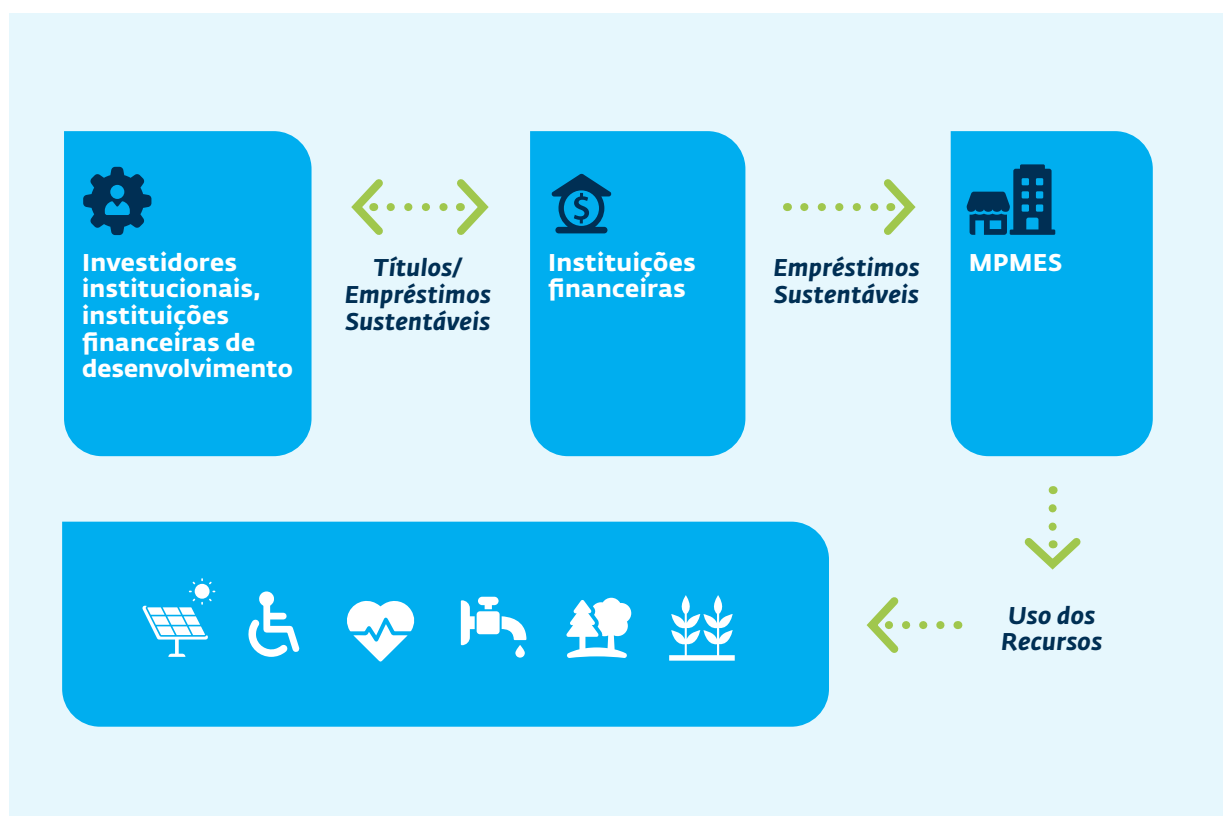 Investidores
institucionais,
instituições
financeiras de
desenvolvimento
Títulos/
Empréstimos
Sustentáveis
Instituições
financeiras
Empréstimos
Sustentáveis
MPMES
Uso dos
Recursos